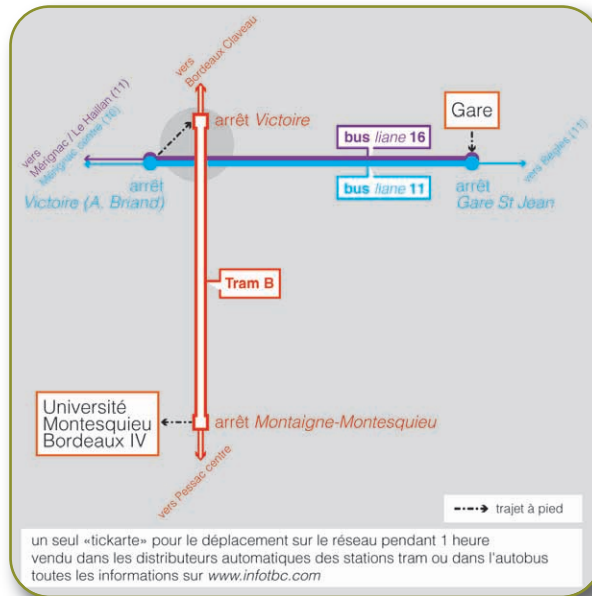 vers
Bordeaux Claveau
arrêt Victoire
Gare
vers
Mérignac / Le Haillan (11)
Mérignac centre (16)
bus liane 16
bus liane 11
vers Bègles (11)
arrêt
Victoire (A. Briand)
arrêt
Gare St Jean
Tram B
Université
Montesquieu
Bordeaux IV
arrêt Montaigne-Montesquieu
vers Pessac centre
trajet à pied
un seul «tickarte» pour le déplacement sur le réseau pendant 1 heure
vendu dans les distributeurs automatiques des stations tram ou dans l'autobus
toutes les informations sur www.infotbc.com